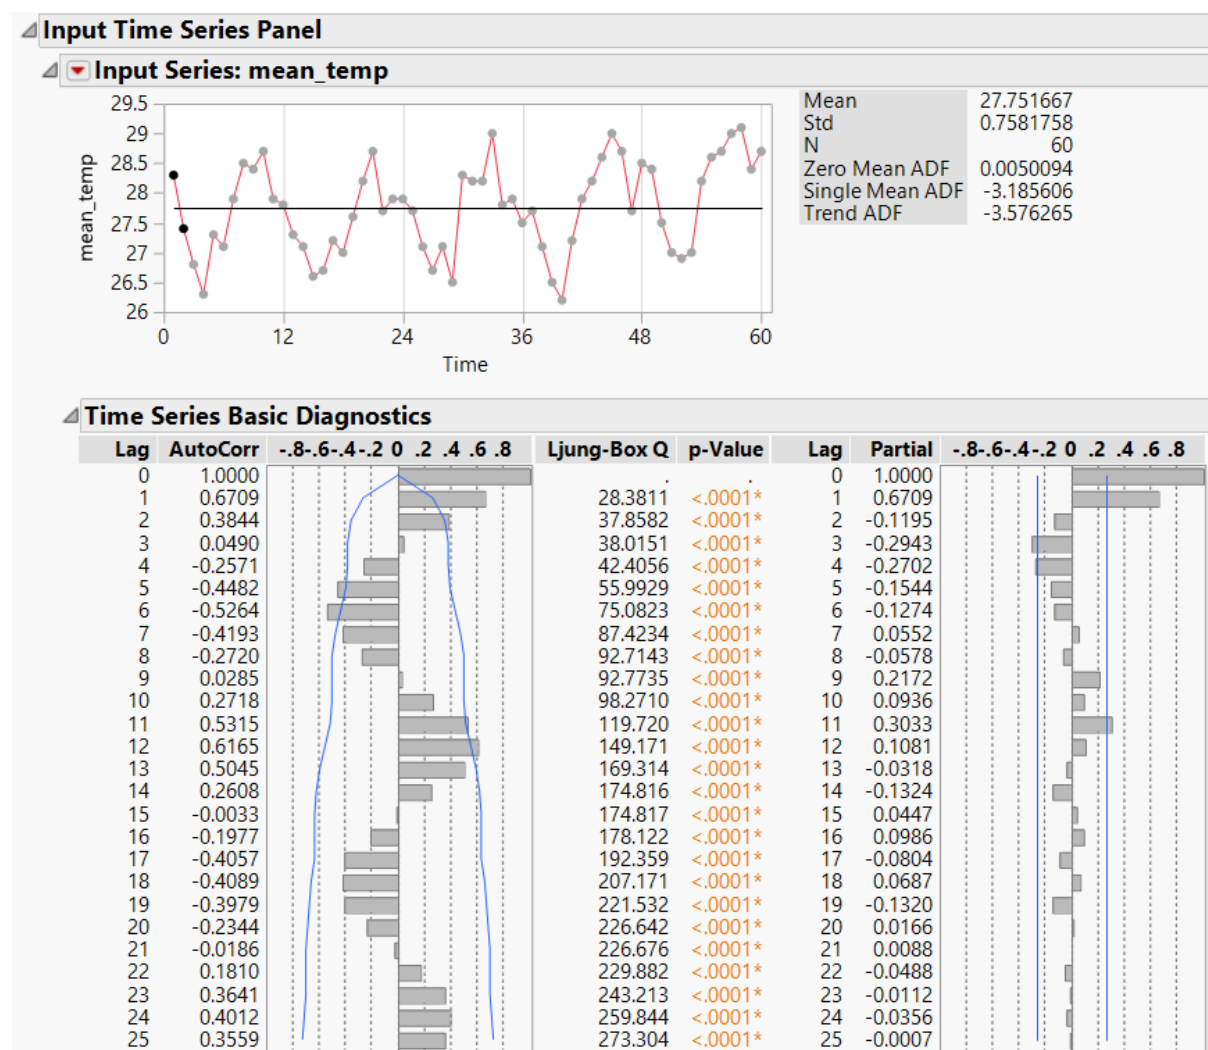 Input Time Series Panel
Input Series: mean_temp
mean_temp
29.5
29
28.5
28
27.5
27
26.5
26
0 12 24 36 48 60
Time
Mean 27.751667
Std 0.7581758
N 60
Zero Mean ADF 0.0050094
Single Mean ADF -3.185606
Trend ADF -3.576265
Time Series Basic Diagnostics
Lag AutoCorr -.8-.6-.4-.2 0 .2 .4 .6 .8 Ljung-Box Q p-Value Lag Partial -.8-.6-.4-.2 0 .2 .4 .6 .8
0 1.0000 . . 0 1.0000
1 0.6709 28.3811 <.0001* 1 0.6709
2 0.3844 37.8582 <.0001* 2 -0.1195
3 0.0490 38.0151 <.0001* 3 -0.2943
4 -0.2571 42.4056 <.0001* 4 -0.2702
5 -0.4482 55.9929 <.0001* 5 -0.1544
6 -0.5264 75.0823 <.0001* 6 -0.1274
7 -0.4193 87.4234 <.0001* 7 0.0552
8 -0.2720 92.7143 <.0001* 8 -0.0578
9 0.0285 92.7735 <.0001* 9 0.2172
10 0.2718 98.2710 <.0001* 10 0.0936
11 0.5315 119.720 <.0001* 11 0.3033
12 0.6165 149.171 <.0001* 12 0.1081
13 0.5045 169.314 <.0001* 13 -0.0318
14 0.2608 174.816 <.0001* 14 -0.1324
15 -0.0033 174.817 <.0001* 15 0.0447
16 -0.1977 178.122 <.0001* 16 0.0986
17 -0.4057 192.359 <.0001* 17 -0.0804
18 -0.4089 207.171 <.0001* 18 0.0687
19 -0.3979 221.532 <.0001* 19 -0.1320
20 -0.2344 226.642 <.0001* 20 0.0166
21 -0.0186 226.676 <.0001* 21 0.0088
22 0.1810 229.882 <.0001* 22 -0.0488
23 0.3641 243.213 <.0001* 23 -0.0112
24 0.4012 259.844 <.0001* 24 -0.0356
25 0.3559 273.304 <.0001* 25 -0.0007